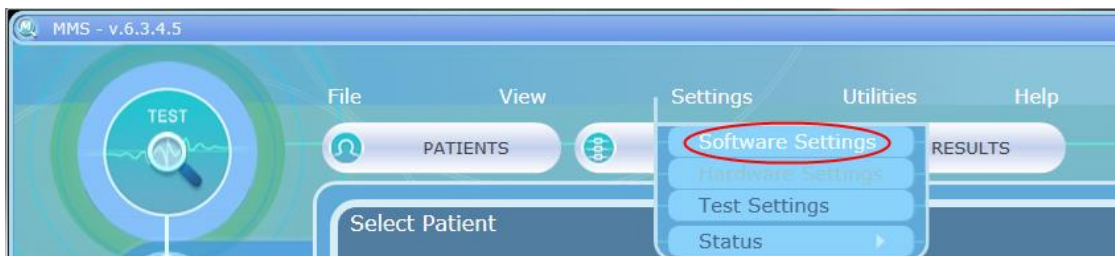 MMS - v.6.3.4.5
File View Settings Utilities Help
TEST
PATIENTS RESULTS
Software Settings
Hardware Settings
Test Settings
Select Patient
Status